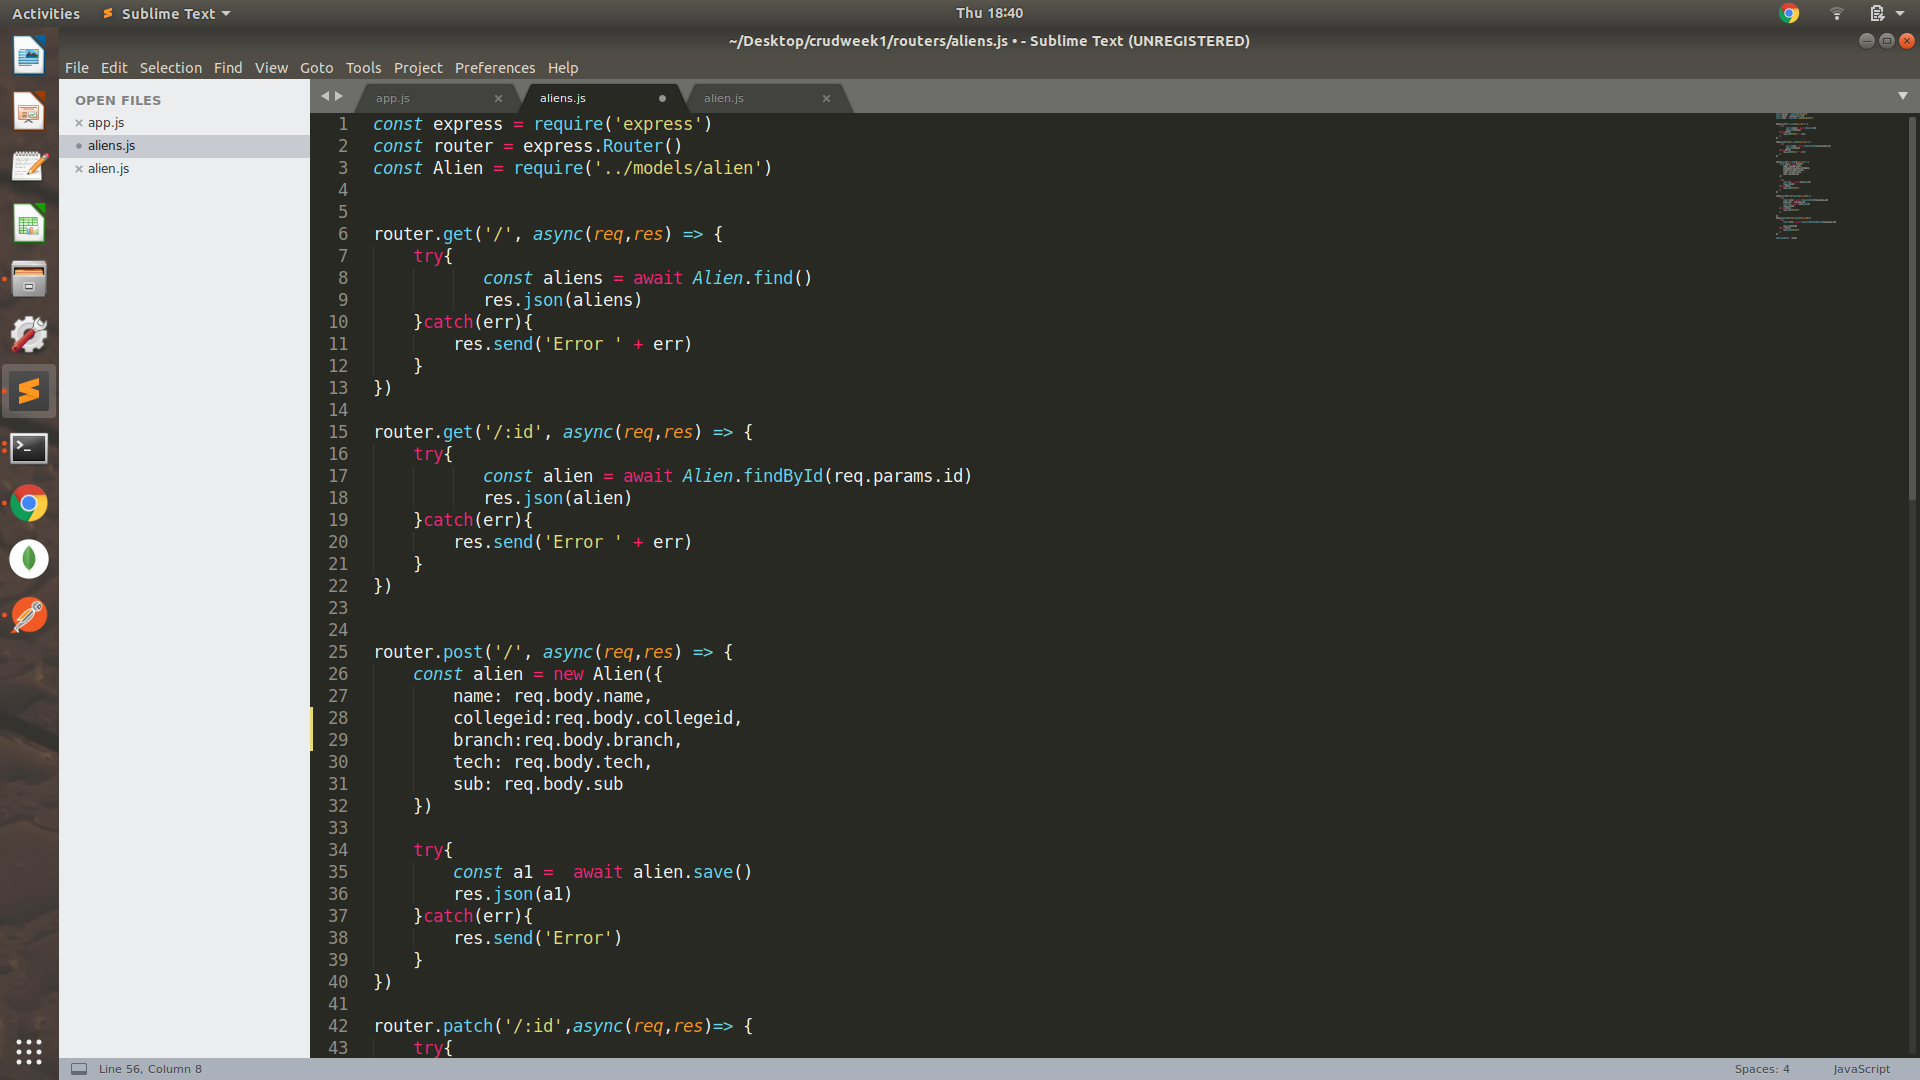 Activities
Sublime Text
Thu 18:40
~/Desktop/crudweek1/routers/aliens.js • - Sublime Text (UNREGISTERED)
File Edit Selection Find View Goto Tools Project Preferences Help
OPEN FILES
app.js
aliens.js
alien.js
app.js
aliens.js
alien.js
1 const express = require('express')
2 const router = express.Router()
3 const Alien = require('../models/alien')
4
5
6 router.get('/', async(req,res) => {
7     try{
8            const aliens = await Alien.find()
9            res.json(aliens)
10     }catch(err){
11         res.send('Error ' + err)
12     }
13 })
14
15 router.get('/:id', async(req,res) => {
16     try{
17            const alien = await Alien.findById(req.params.id)
18            res.json(alien)
19     }catch(err){
20         res.send('Error ' + err)
21     }
22 })
23
24
25 router.post('/', async(req,res) => {
26     const alien = new Alien({
27         name: req.body.name,
28         collegeid:req.body.collegeid,
29         branch:req.body.branch,
30         tech: req.body.tech,
31         sub: req.body.sub
32     })
33
34     try{
35         const a1 =  await alien.save()
36         res.json(a1)
37     }catch(err){
38         res.send('Error')
39     }
40 })
41
42 router.patch('/:id',async(req,res)=> {
43     try{
Line 56, Column 8
Spaces: 4
JavaScript